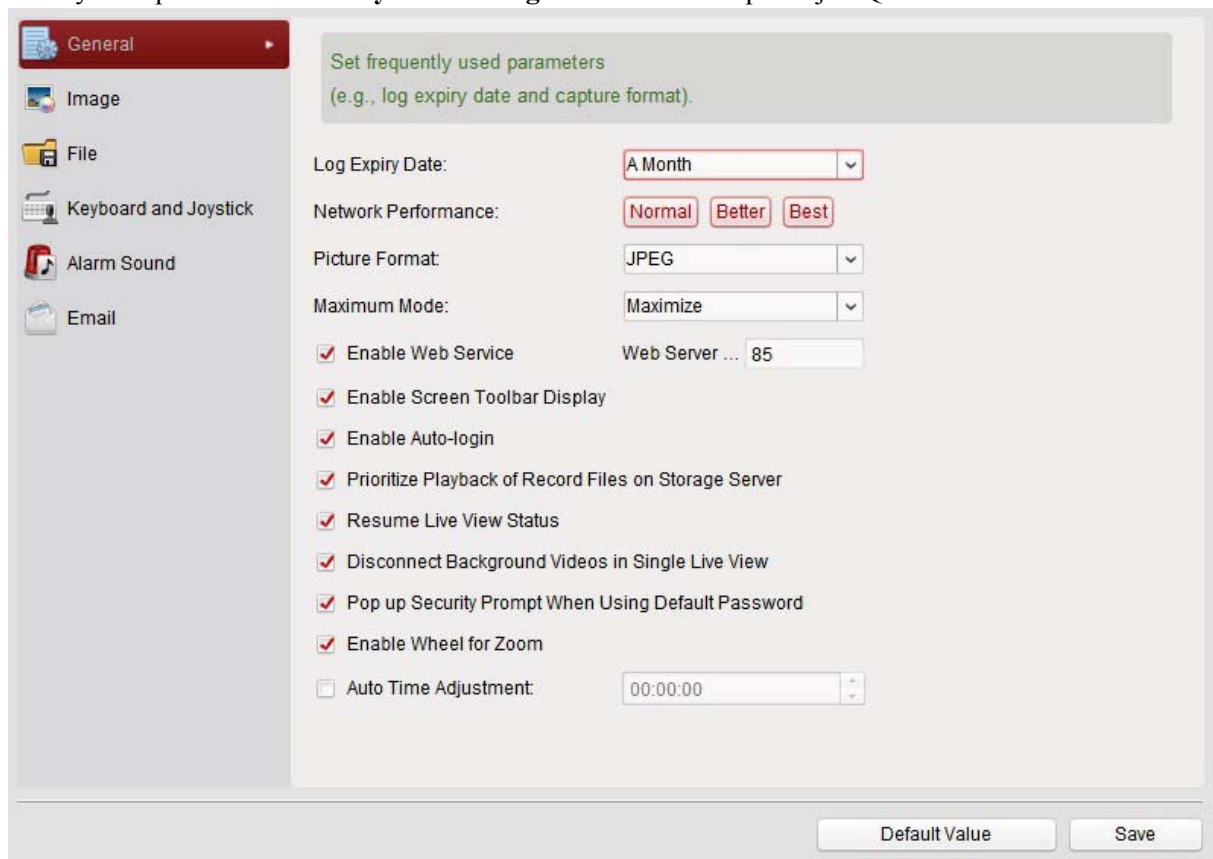 General
Image
File
Keyboard and Joystick
Alarm Sound
Email
Set frequently used parameters
(e.g., log expiry date and capture format).
Log Expiry Date: A Month
Network Performance: Normal Better Best
Picture Format: JPEG
Maximum Mode: Maximize
Enable Web Service Web Server ... 85
Enable Screen Toolbar Display
Enable Auto-login
Prioritize Playback of Record Files on Storage Server
Resume Live View Status
Disconnect Background Videos in Single Live View
Pop up Security Prompt When Using Default Password
Enable Wheel for Zoom
Auto Time Adjustment: 00:00:00
Default Value Save